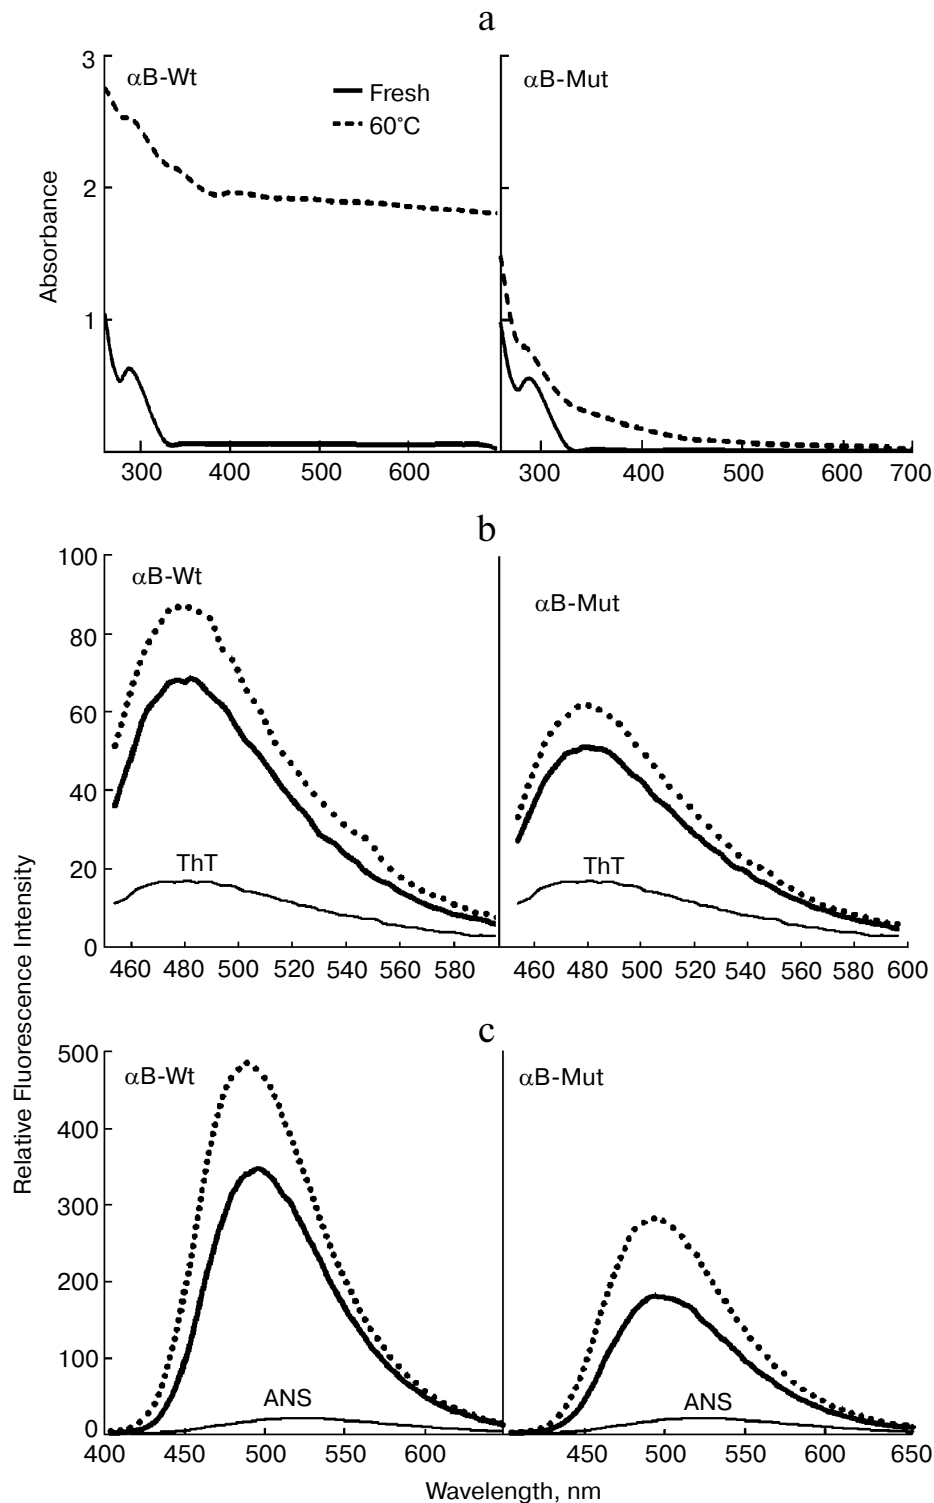 a
3
αB-Wt
Fresh
60°C
αB-Mut
2
1
Absorbance
300 400 500 600
300 400 500 600 700
b
100
αB-Wt
αB-Mut
80
60
40
20
0
ThT
ThT
460 480 500 520 540 560 580
460 480 500 520 540 560 580 600
Relative Fluorescence Intensity
c
500
αB-Wt
αB-Mut
400
300
200
100
0
ANS
ANS
400 450 500 550 600
450 500 550 600 650
Wavelength, nm